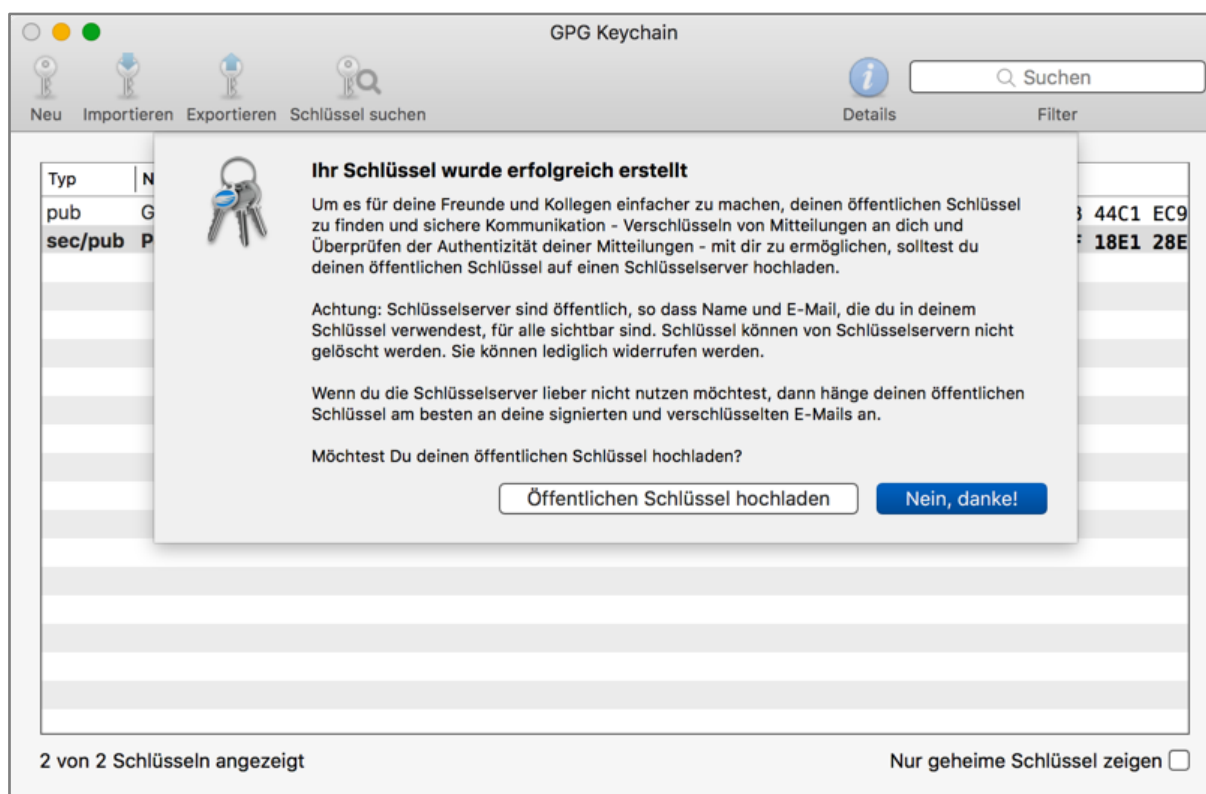 GPG Keychain
Neu Importieren Exportieren Schlüssel suchen Details Suchen
Filter
Ihr Schlüssel wurde erfolgreich erstellt
Um es für deine Freunde und Kollegen einfacher zu machen, deinen öffentlichen Schlüssel
zu finden und sichere Kommunikation - Verschlüsseln von Mitteilungen an dich und
Überprüfen der Authentizität deiner Mitteilungen - mit dir zu ermöglichen, solltest du
deinen öffentlichen Schlüssel auf einen Schlüsselserver hochladen.
Achtung: Schlüsselserver sind öffentlich, so dass Name und E-Mail, die du in deinem
Schlüssel verwendest, für alle sichtbar sind. Schlüssel können von Schlüsselservern nicht
gelöscht werden. Sie können lediglich widerrufen werden.
Wenn du die Schlüsselserver lieber nicht nutzen möchtest, dann hänge deinen öffentlichen
Schlüssel am besten an deine signierten und verschlüsselten E-Mails an.
Möchtest Du deinen öffentlichen Schlüssel hochladen?
Öffentlichen Schlüssel hochladen Nein, danke!
Typ N
pub G 44C1 EC9
sec/pub P 18E1 28E
2 von 2 Schlüsseln angezeigt Nur geheime Schlüssel zeigen